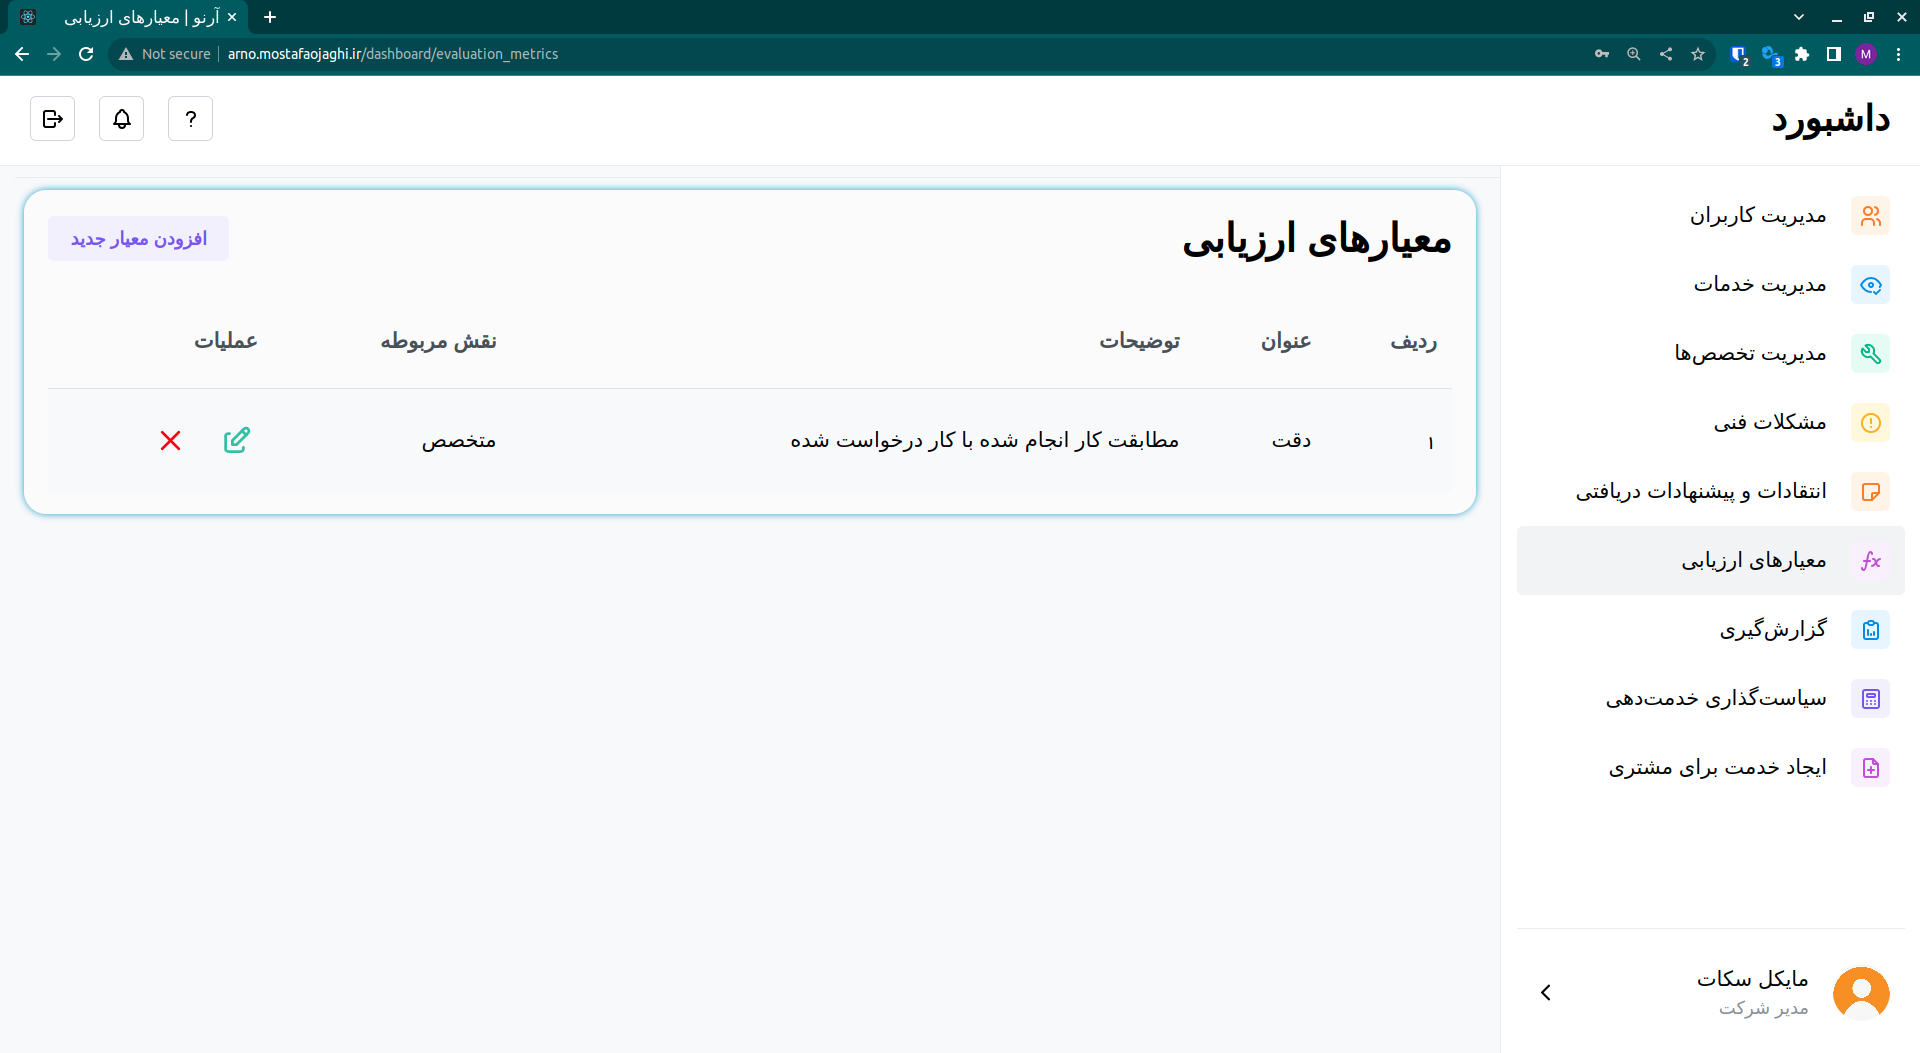 آرنو | معیارهای ارزیابی
Not secure | arno.mostafaojaghi.ir/dashboard/evaluation_metrics
2
3
M
داشبورد
?
مدیریت کاربران
مدیریت خدمات
مدیریت تخصص‌ها
مشکلات فنی
انتقادات و پیشنهادات دریافتی
معیارهای ارزیابی
گزارش‌گیری
سیاست‌گذاری خدمت‌دهی
ایجاد خدمت برای مشتری
مایکل سکات
مدیر شرکت
معیارهای ارزیابی
افزودن معیار جدید
ردیف عنوان توضیحات نقش مربوطه عملیات
۱ دقت مطابقت کار انجام شده با کار درخواست شده متخصص